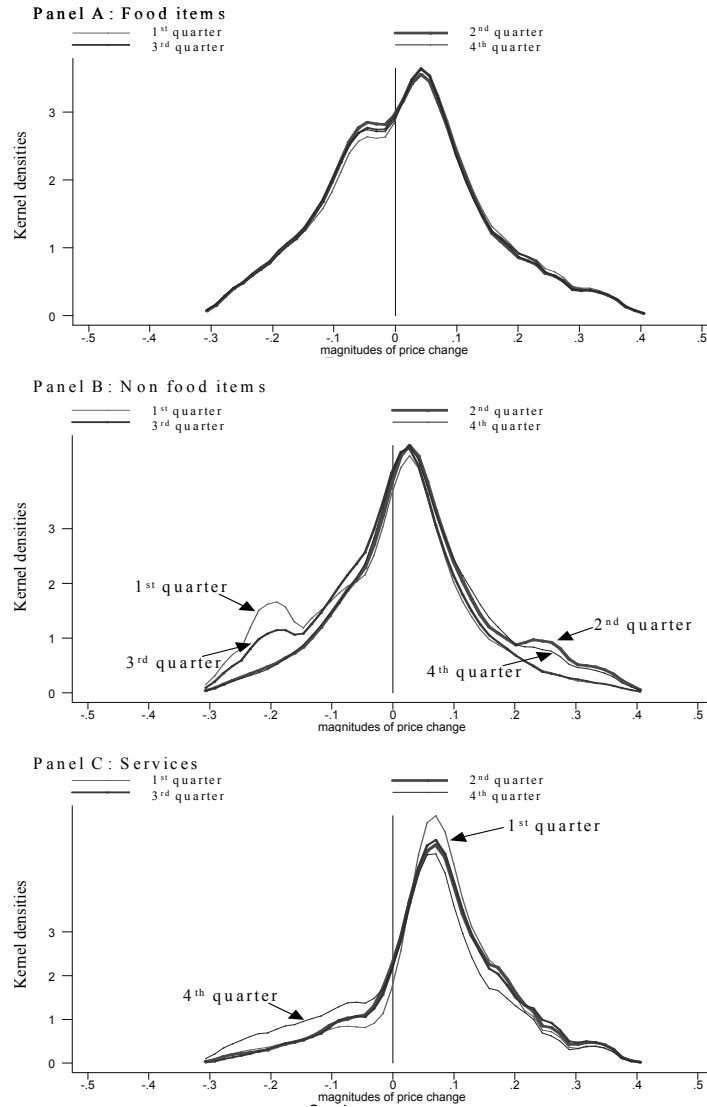 Panel A: Food items
1st quarter 2nd quarter
3rd quarter 4th quarter
Kernel densities
3
2
1
0
-.5 -.4 -.3 -.2 -.1 0 .1 .2 .3 .4 .5
magnitudes of price change
Panel B: Non food items
1st quarter 2nd quarter
3rd quarter 4th quarter
Kernel densities
3
2
1
0
1st quarter
3rd quarter
2nd quarter
4th quarter
-.5 -.4 -.3 -.2 -.1 0 .1 .2 .3 .4 .5
magnitudes of price change
Panel C: Services
1st quarter 2nd quarter
3rd quarter 4th quarter
Kernel densities
3
2
1
0
1st quarter
4th quarter
-.5 -.4 -.3 -.2 -.1 0 .1 .2 .3 .4 .5
magnitudes of price change